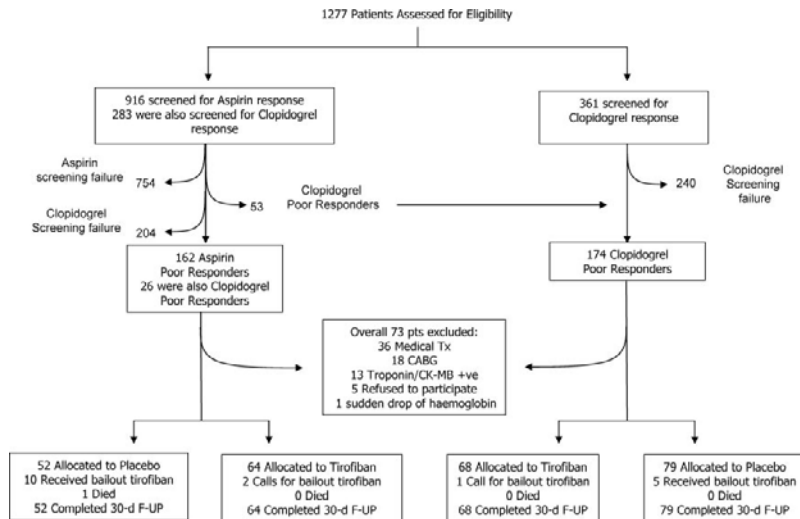 1277 Patients Assessed for Eligibility
916 screened for Aspirin response
283 were also screened for Clopidogrel
response
361 screened for
Clopidogrel response
Aspirin
screening failure
754
53
Clopidogrel
Poor Responders
240
Clopidogrel
Screening
failure
Clopidogrel
Screening failure
204
162 Aspirin
Poor Responders
26 were also Clopidogrel
Poor Responders
174 Clopidogrel
Poor Responders
Overall 73 pts excluded:
36 Medical Tx
18 CABG
13 Troponin/CK-MB +ve
5 Refused to participate
1 sudden drop of haemoglobin
52 Allocated to Placebo
10 Received bailout tirofiban
1 Died
52 Completed 30-d F-UP
64 Allocated to Tirofiban
2 Calls for bailout tirofiban
0 Died
64 Completed 30-d F-UP
68 Allocated to Tirofiban
1 Call for bailout tirofiban
0 Died
68 Completed 30-d F-UP
79 Allocated to Placebo
5 Received bailout tirofiban
0 Died
79 Completed 30-d F-UP